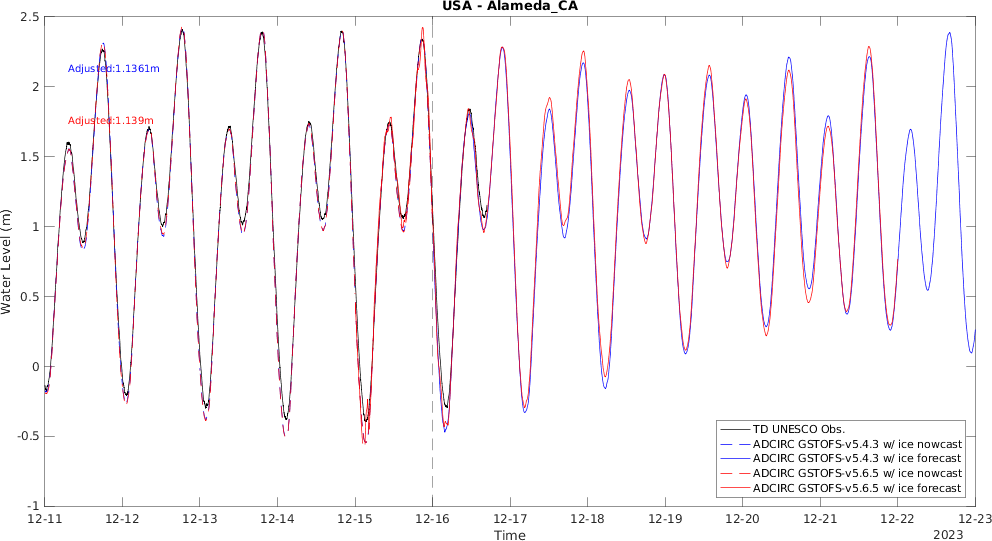 USA - Alameda_CA
2.5
2
1.5
1
0.5
0
-0.5
-1
Water Level (m)
Adjusted:1.1361m
Adjusted:1.139m
TD UNESCO Obs.
ADCIRC GSTOFS-v5.4.3 w/ ice nowcast
ADCIRC GSTOFS-v5.4.3 w/ ice forecast
ADCIRC GSTOFS-v5.6.5 w/ ice nowcast
ADCIRC GSTOFS-v5.6.5 w/ ice forecast
12-11 12-12 12-13 12-14 12-15 12-16 12-17 12-18 12-19 12-20 12-21 12-22 12-23
Time
2023